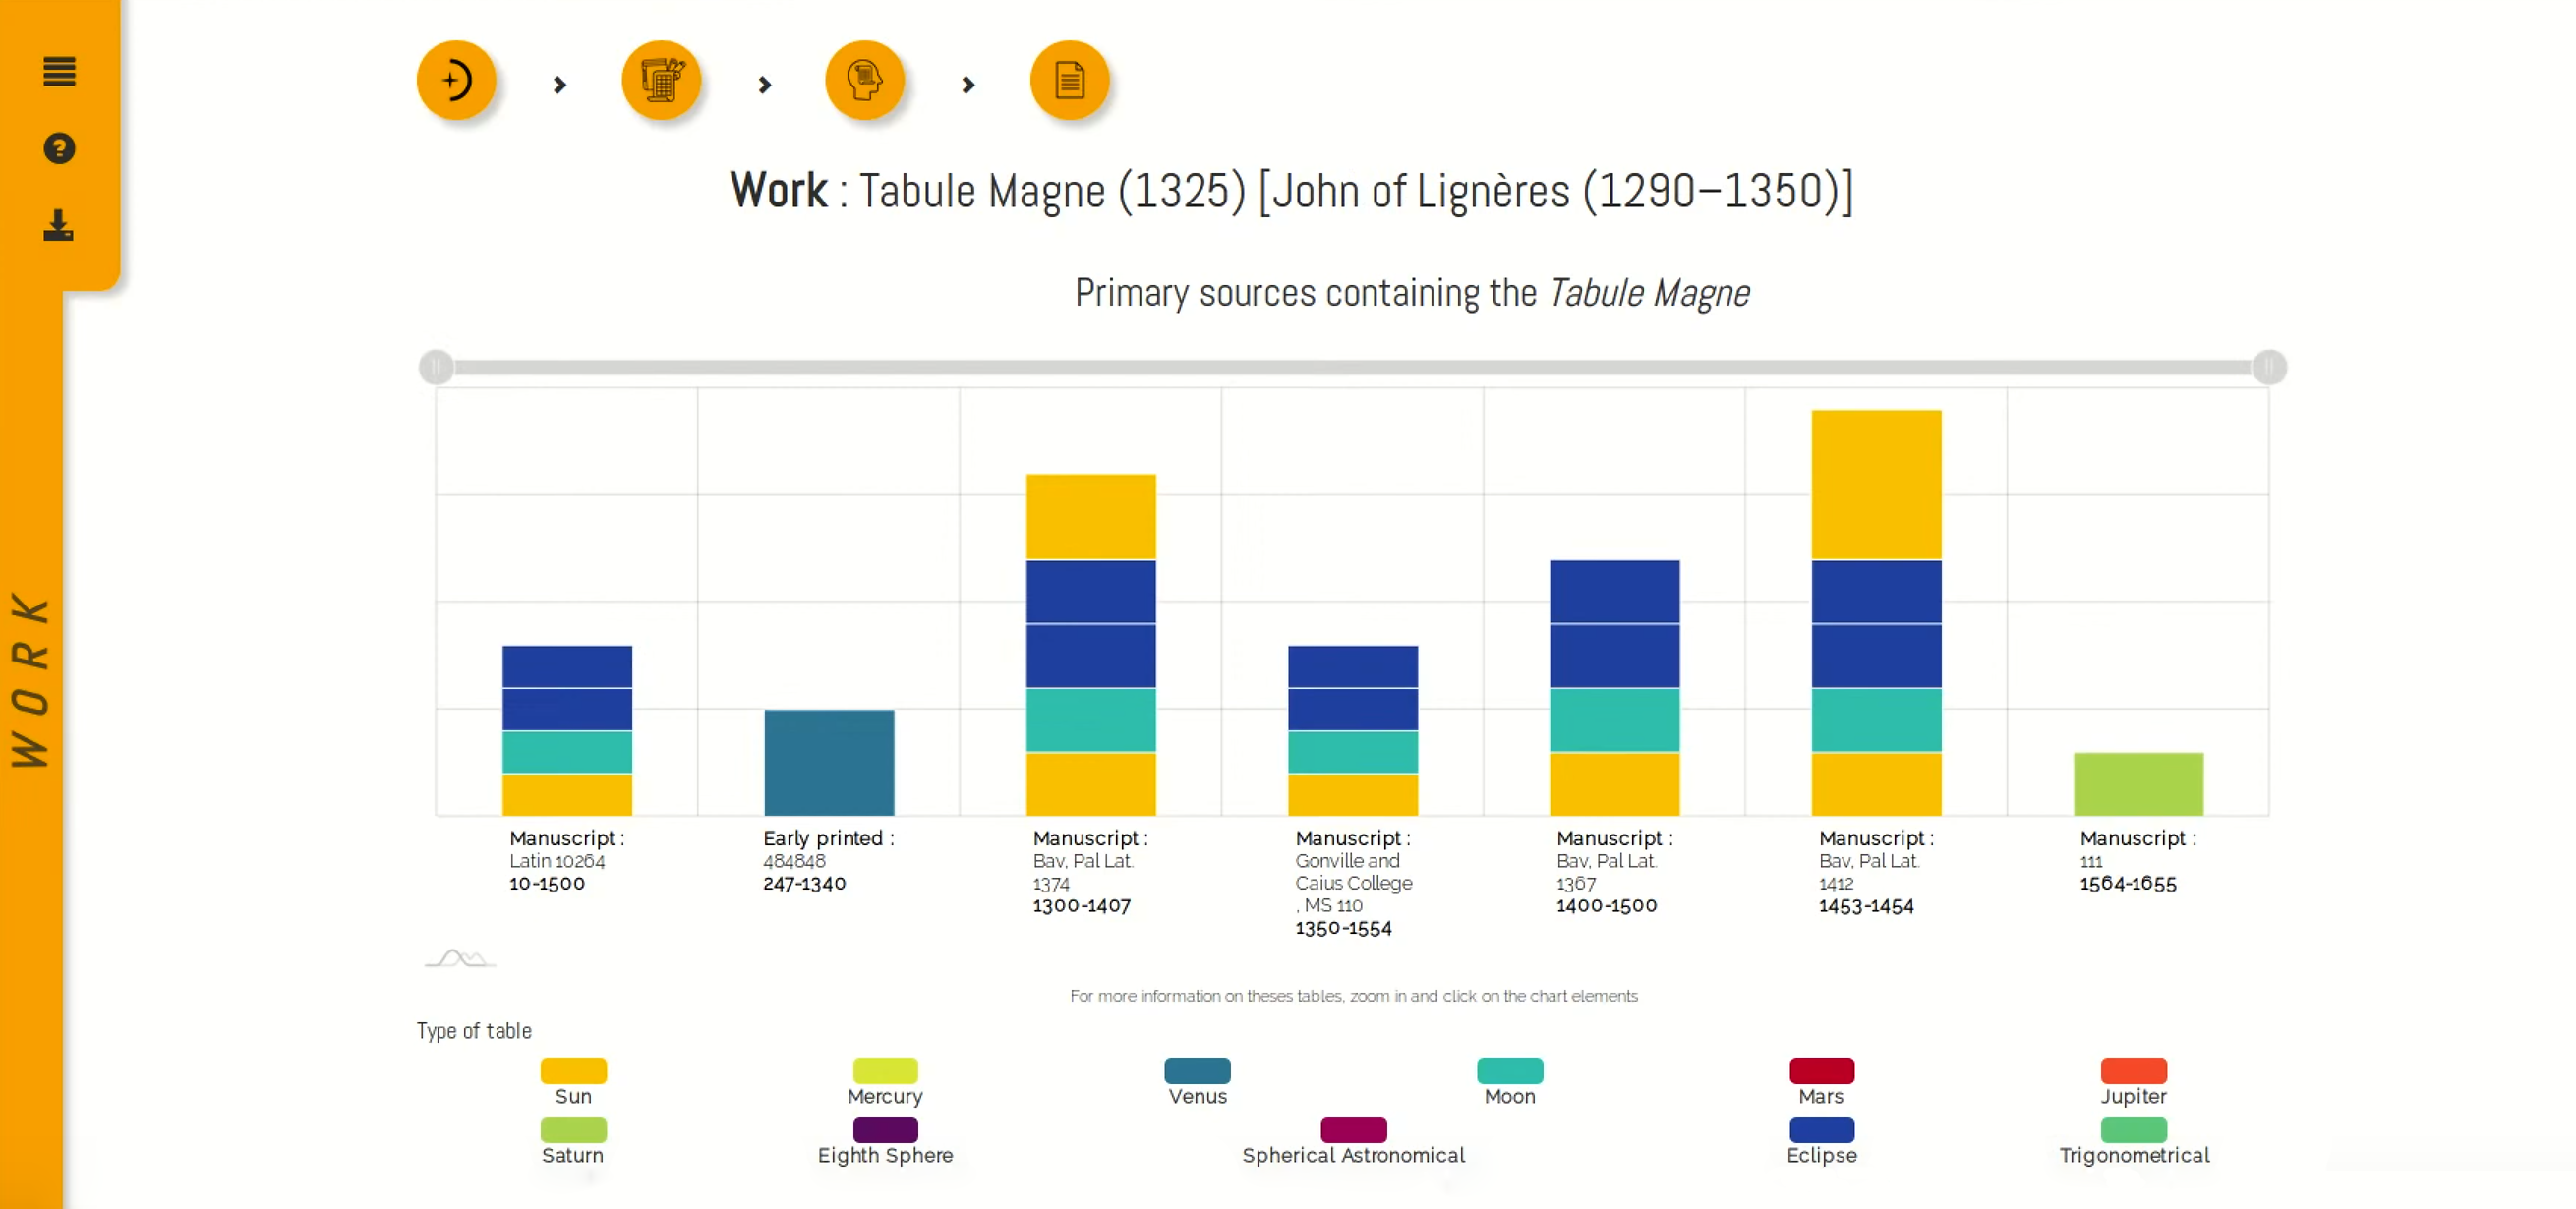 Work : Tabule Magne (1325) [John of Lignères (1290–1350)]
Primary sources containing the Tabule Magne
WORK
Manuscript :
Latin 10264
10-1500
Early printed :
484848
247-1340
Manuscript :
Bav, Pal Lat.
1374
1300-1407
Manuscript :
Gonville and
Caius College
, MS 110
1350-1554
Manuscript :
Bav, Pal Lat.
1367
1400-1500
Manuscript :
Bav, Pal Lat.
1412
1453-1454
Manuscript :
111
1564-1655
For more information on theses tables, zoom in and click on the chart elements
Type of table
Sun
Mercury
Venus
Moon
Mars
Jupiter
Saturn
Eighth Sphere
Spherical Astronomical
Eclipse
Trigonometrical